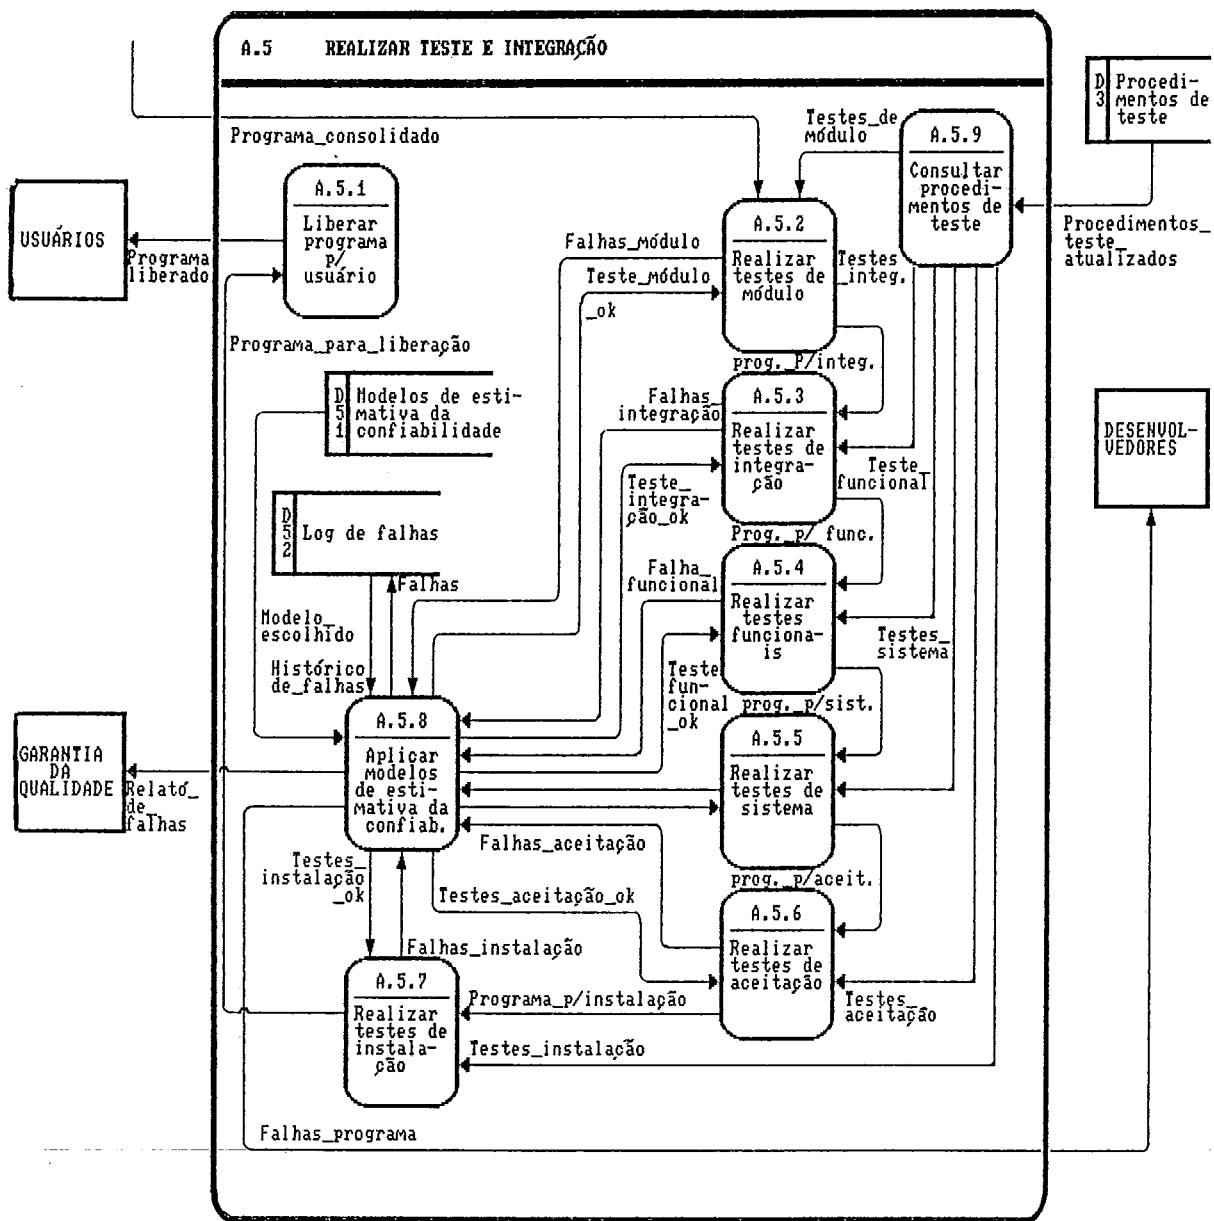 A.5 REALIZAR TESTE E INTEGRAÇÃO
D
3
Procedi-
mentos de
teste
Programa_consolidado
Testes_de
módulo
A.5.9
Consultar
procedi-
mentos de
teste
Procedimentos_
teste_
atualizados
USUÁRIOS
Programa
liberado
A.5.1
Liberar
programa
p/
usuário
Programa_para_liberação
Falhas_módulo
Teste_módulo
_ok
A.5.2
Realizar
testes de
módulo
Testes
_integ.
prog._P/integ.
D
5
1
Modelos de esti-
mativa da
confiabilidade
Falhas_
integração
A.5.3
Realizar
testes de
integra-
ção
Teste_
integra-
ção_ok
Teste_
funcional
DESENVOL-
VEDORES
D
5
2
Log de falhas
Falhas
Prog._p/ func.
Falha_
funcional
A.5.4
Realizar
testes
funciona-
is
Testes_
sistema
Modelo_
escolhido
Histórico
de_falhas
Teste
fun-
cional
_ok
prog._p/sist.
GARANTIA
DA
QUALIDADE
Relató_
de_
falhas
A.5.8
Aplicar
modelos
de esti-
mativa da
confiab.
A.5.5
Realizar
testes de
sistema
Falhas_aceitação
prog._p/aceit.
Testes_
instalação
_ok
Testes_aceitação_ok
A.5.6
Realizar
testes de
aceitação
Falhas_instalação
Testes_
aceitação
A.5.7
Realizar
testes de
instala-
ção
Programa_p/instalação
Testes_instalação
Falhas_programa